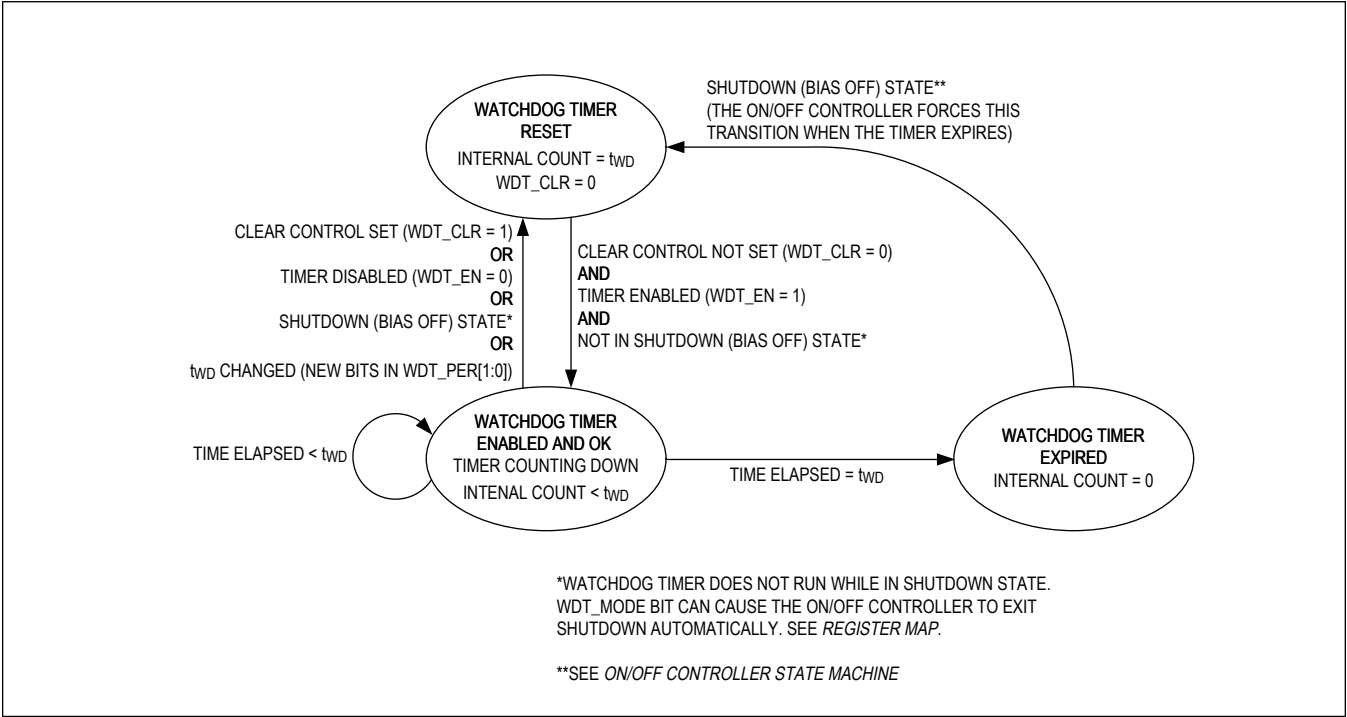 WATCHDOG TIMER
RESET
INTERNAL COUNT = tWD
WDT_CLR = 0
SHUTDOWN (BIAS OFF) STATE**
(THE ON/OFF CONTROLLER FORCES THIS
TRANSITION WHEN THE TIMER EXPIRES)
CLEAR CONTROL SET (WDT_CLR = 1)
OR
TIMER DISABLED (WDT_EN = 0)
OR
SHUTDOWN (BIAS OFF) STATE*
OR
tWD CHANGED (NEW BITS IN WDT_PER[1:0])
CLEAR CONTROL NOT SET (WDT_CLR = 0)
AND
TIMER ENABLED (WDT_EN = 1)
AND
NOT IN SHUTDOWN (BIAS OFF) STATE*
TIME ELAPSED < tWD
WATCHDOG TIMER
ENABLED AND OK
TIMER COUNTING DOWN
INTENAL COUNT < tWD
TIME ELAPSED = tWD
WATCHDOG TIMER
EXPIRED
INTERNAL COUNT = 0
*WATCHDOG TIMER DOES NOT RUN WHILE IN SHUTDOWN STATE.
WDT_MODE BIT CAN CAUSE THE ON/OFF CONTROLLER TO EXIT
SHUTDOWN AUTOMATICALLY. SEE REGISTER MAP.
**SEE ON/OFF CONTROLLER STATE MACHINE